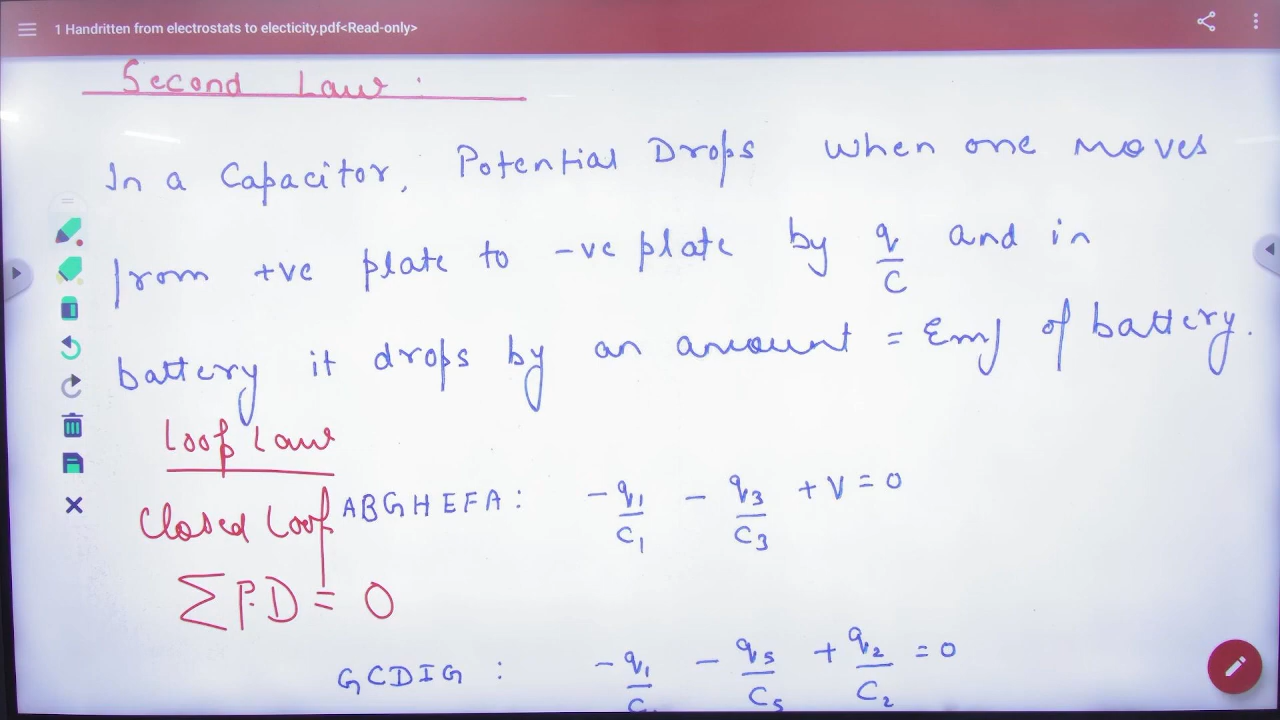 1 Handritten from electrostats to electicity.pdf<Read-only>
Second Law :
In a Capacitor, Potential Drops when one moves
from +ve plate to -ve plate by q/C and in
battery it drops by an amount = Emf of battery.
Loop Law
Closed Loop
ABGHEFA : -q1/C1 - q3/C3 + V = 0
∑ P.D = 0
GCDIG : -q1/C - q5/C5 + q2/C2 = 0